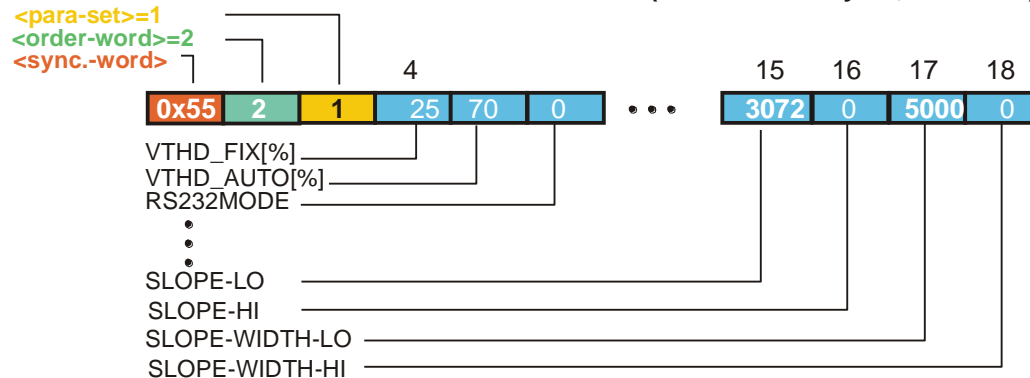 <para-set>=1
<order-word>=2
<sync.-word>
4 15 16 17 18
0x55 2 1 25 70 0 3072 0 5000 0
VTHD_FIX[%]
VTHD_AUTO[%]
RS232MODE
SLOPE-LO
SLOPE-HI
SLOPE-WIDTH-LO
SLOPE-WIDTH-HI